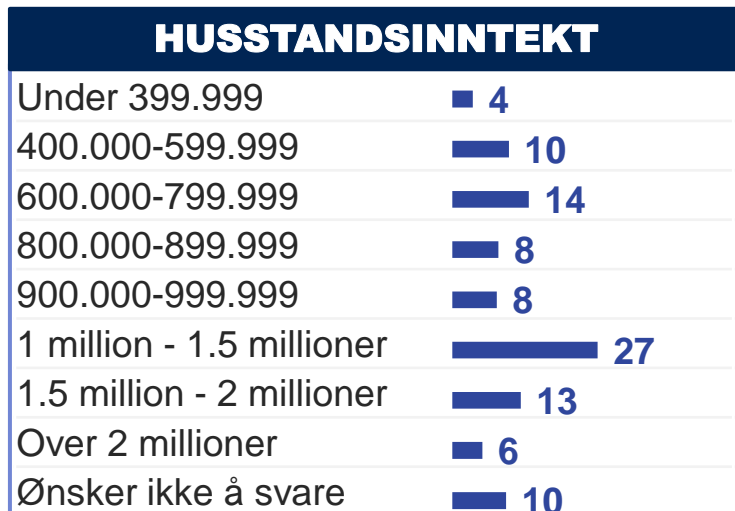 HUSSTANDSINNTEKT
Under 399.999 4
400.000-599.999 10
600.000-799.999 14
800.000-899.999 8
900.000-999.999 8
1 million - 1.5 millioner 27
1.5 million - 2 millioner 13
Over 2 millioner 6
Ønsker ikke å svare 10